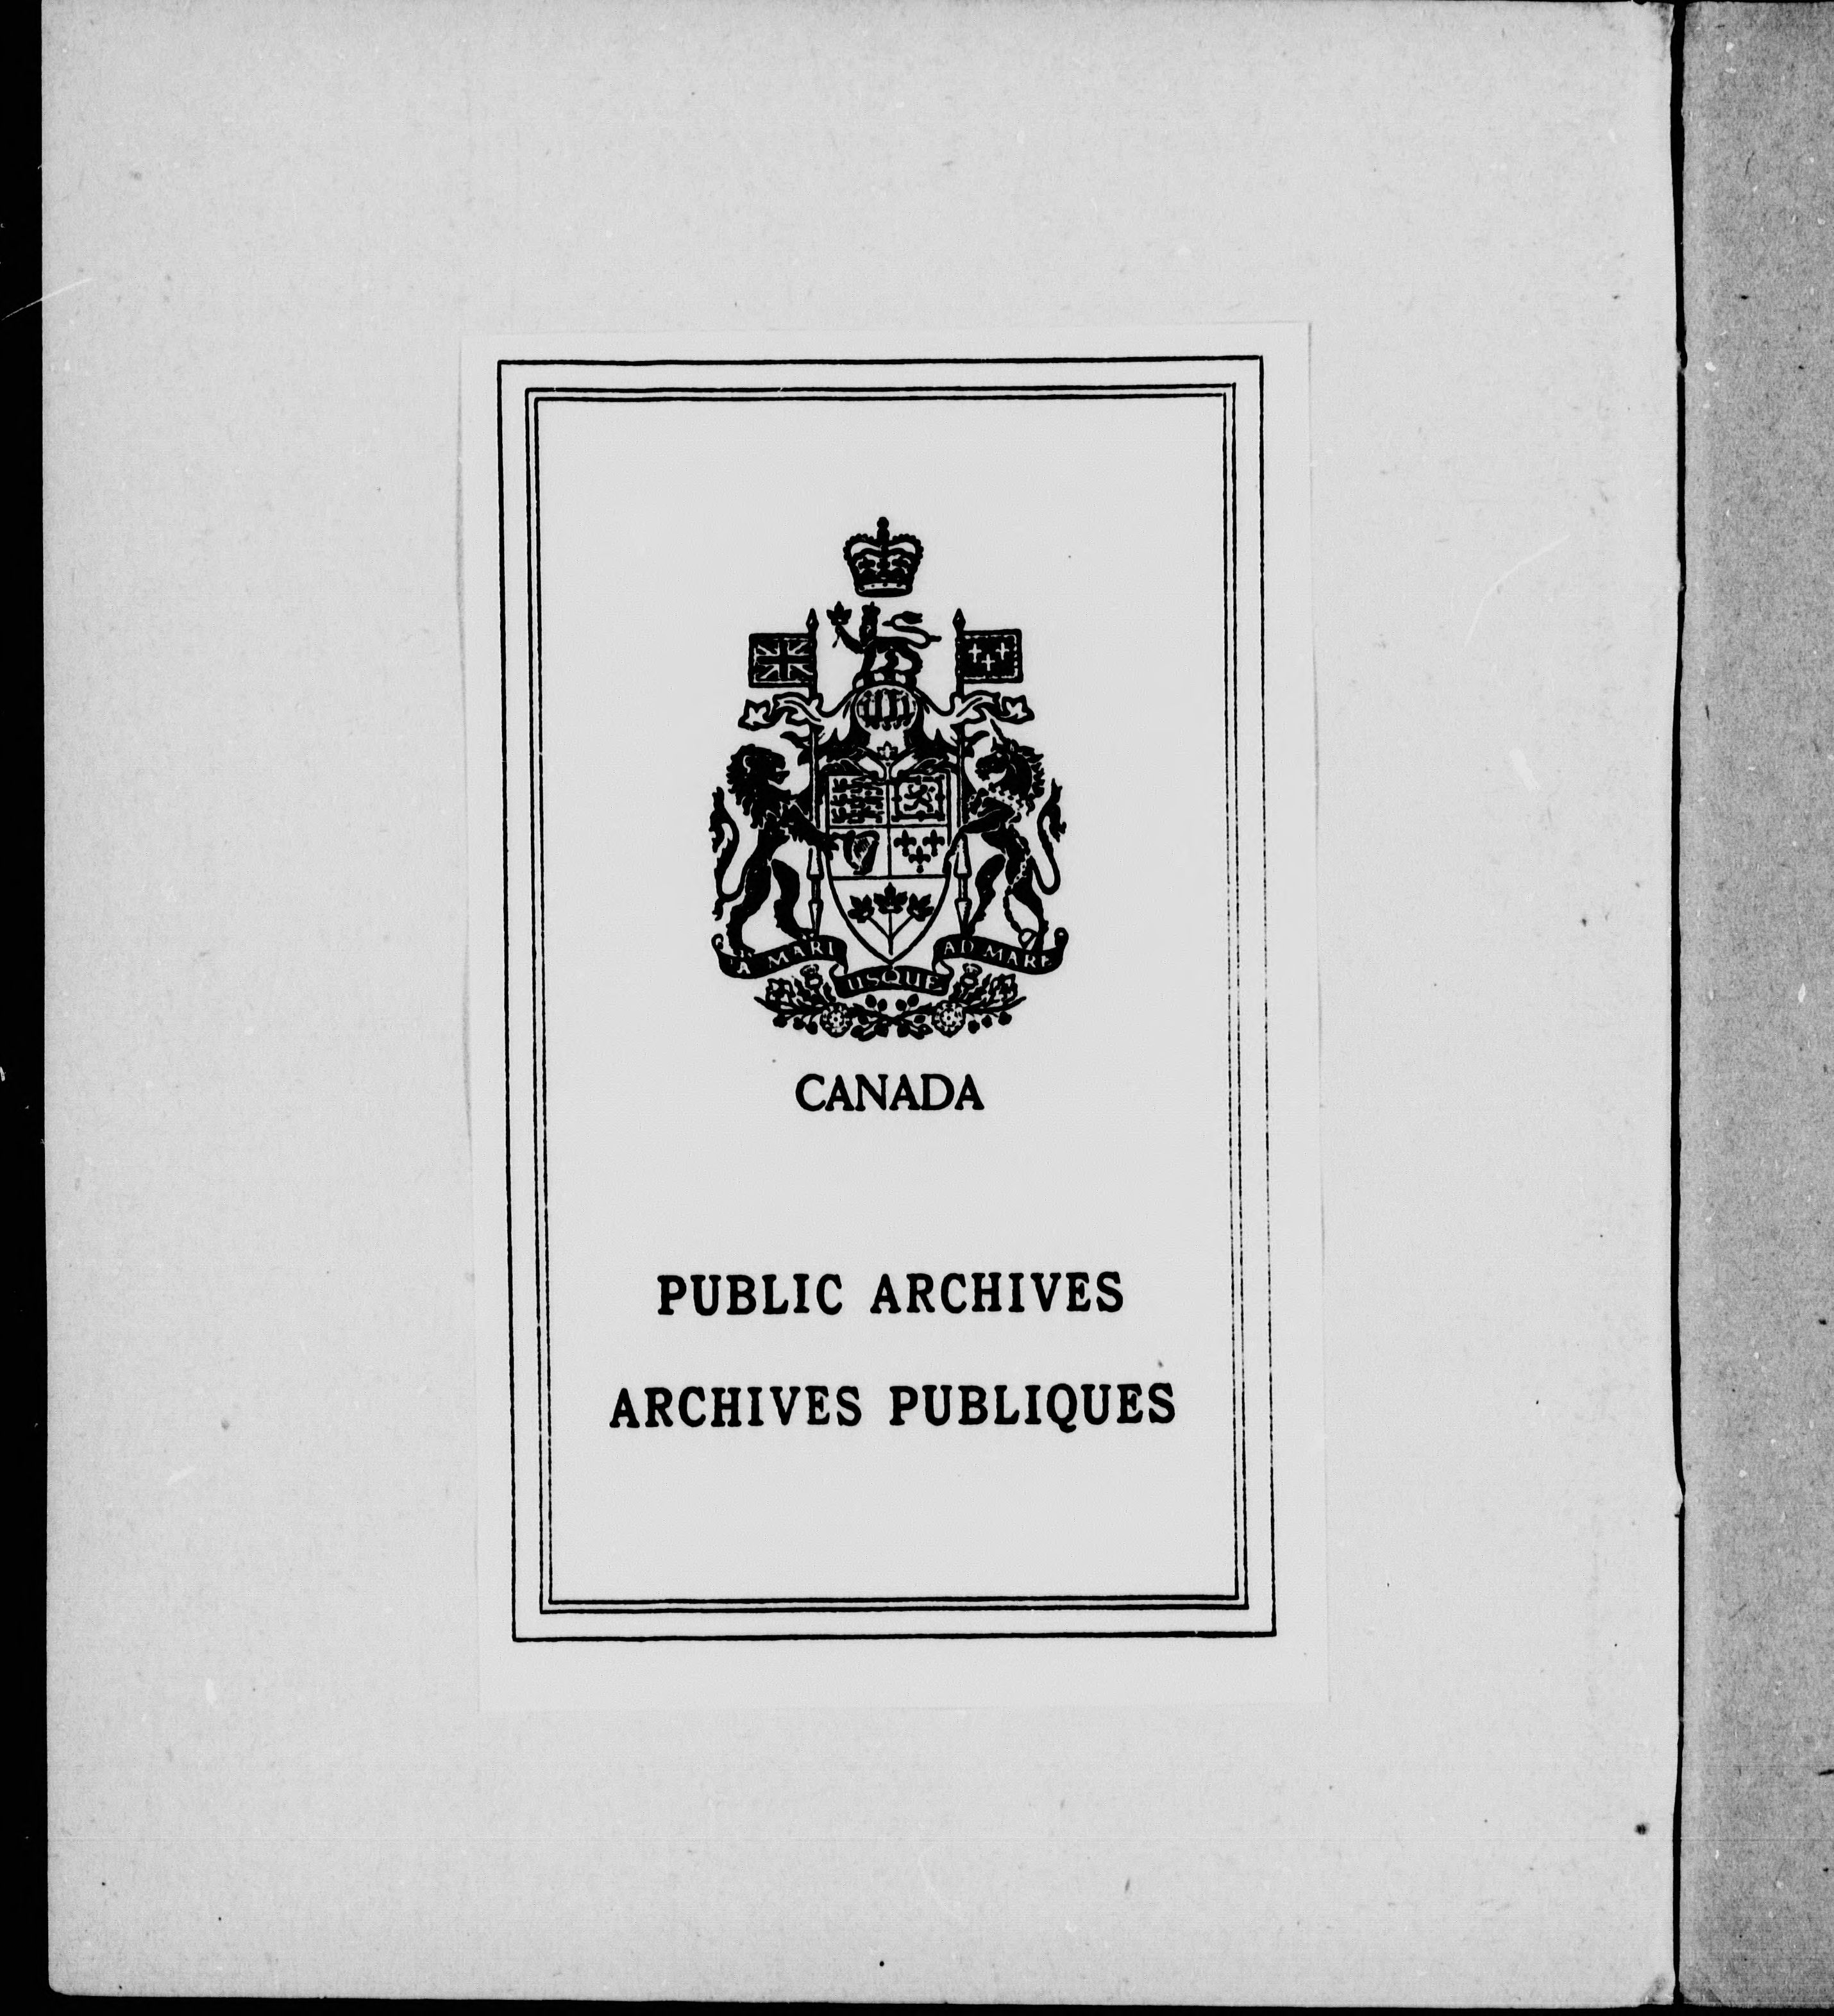 A MARI USQUE AD MARE
CANADA
PUBLIC ARCHIVES
ARCHIVES PUBLIQUES